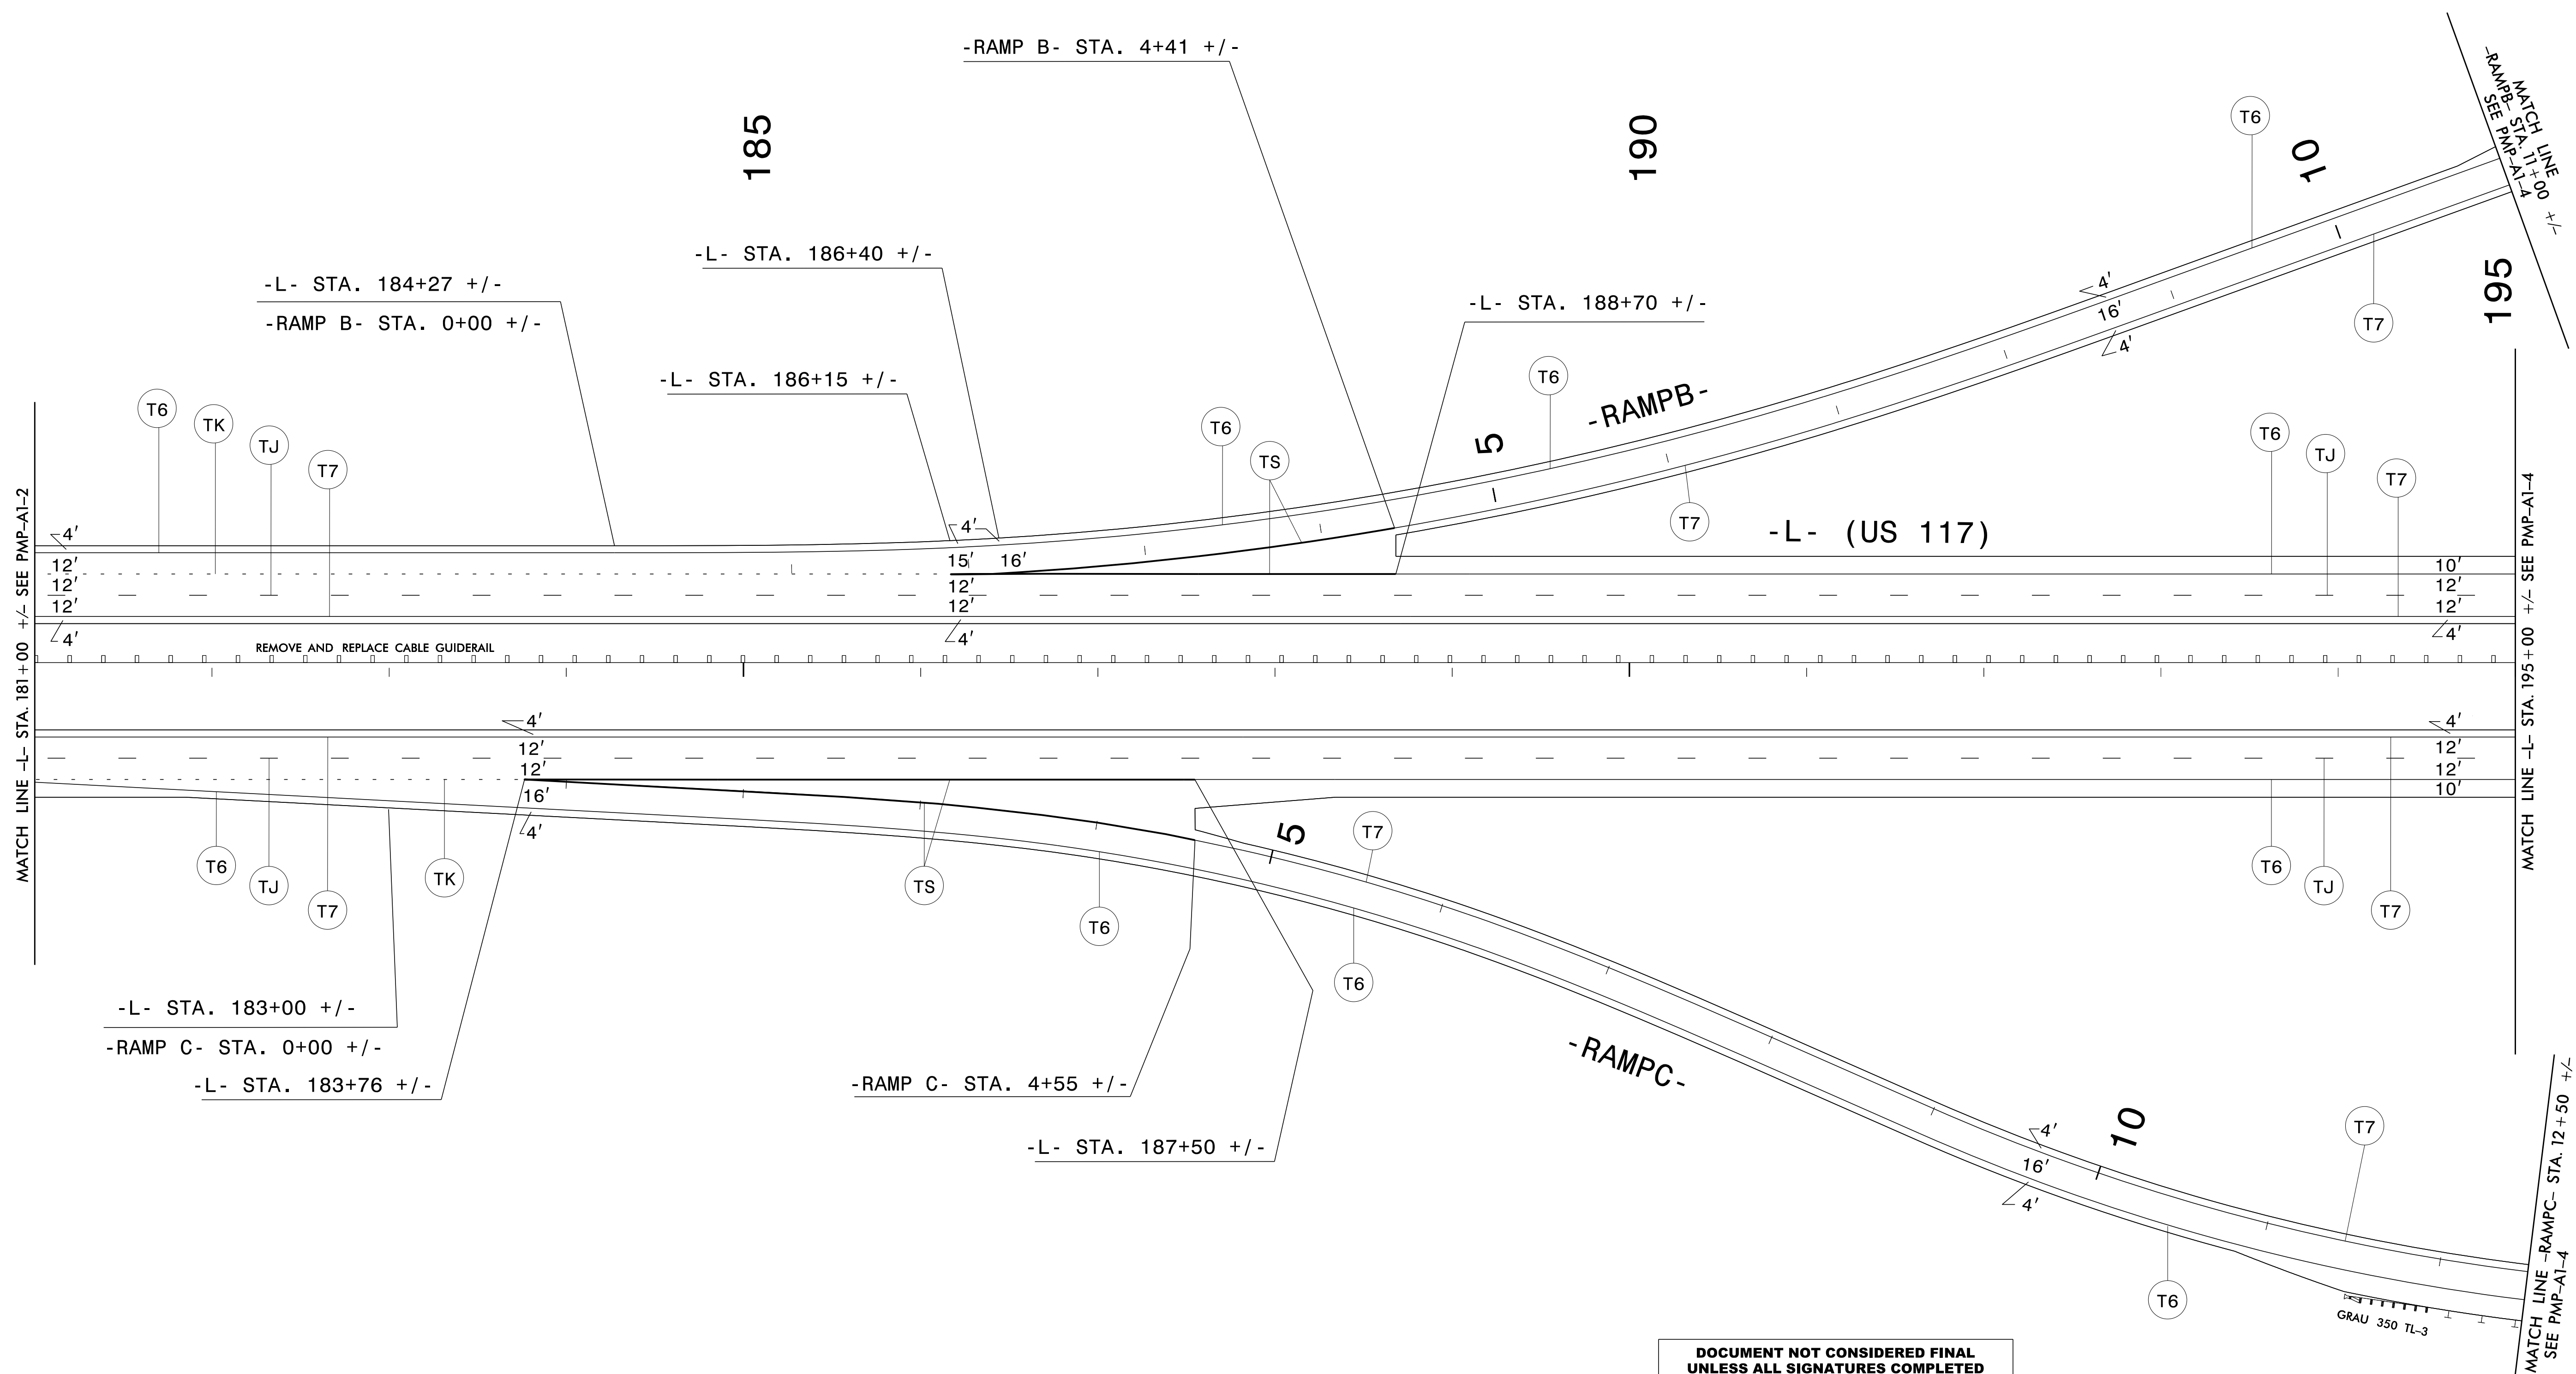 -RAMP B- STA. 4+41 +/-
185
190
T6
10
MATCH LINE
-RAMPB- STA. 11+00 +/-
SEE PMP-A1-4
-L- STA. 186+40 +/-
-L- STA. 184+27 +/-
-RAMP B- STA. 0+00 +/-
-L- STA. 188+70 +/-
4'
16'
4'
195
T7
-L- STA. 186+15 +/-
T6
TK
TJ
T7
T6
TS
T6
5
-RAMPB-
T7
T6
TJ
T7
-L- (US 117)
MATCH LINE -L- STA. 181+00 +/- SEE PMP-A1-2
4'
12'
12'
12'
4'
4'
15'
16'
12'
12'
4'
10'
12'
12'
4'
MATCH LINE -L- STA. 195+00 +/- SEE PMP-A1-4
REMOVE AND REPLACE CABLE GUIDERAIL
4'
12'
12'
16'
4'
4'
12'
12'
10'
T6
TJ
T7
TK
TS
T6
5
T7
T6
T6
TJ
T7
-L- STA. 183+00 +/-
-RAMP C- STA. 0+00 +/-
-L- STA. 183+76 +/-
-RAMP C- STA. 4+55 +/-
-L- STA. 187+50 +/-
-RAMPC-
4'
16'
4'
10
T7
T6
GRAU 350 TL-3
MATCH LINE -RAMPC- STA. 12+50 +/-
SEE PMP-A1-4
DOCUMENT NOT CONSIDERED FINAL
UNLESS ALL SIGNATURES COMPLETED